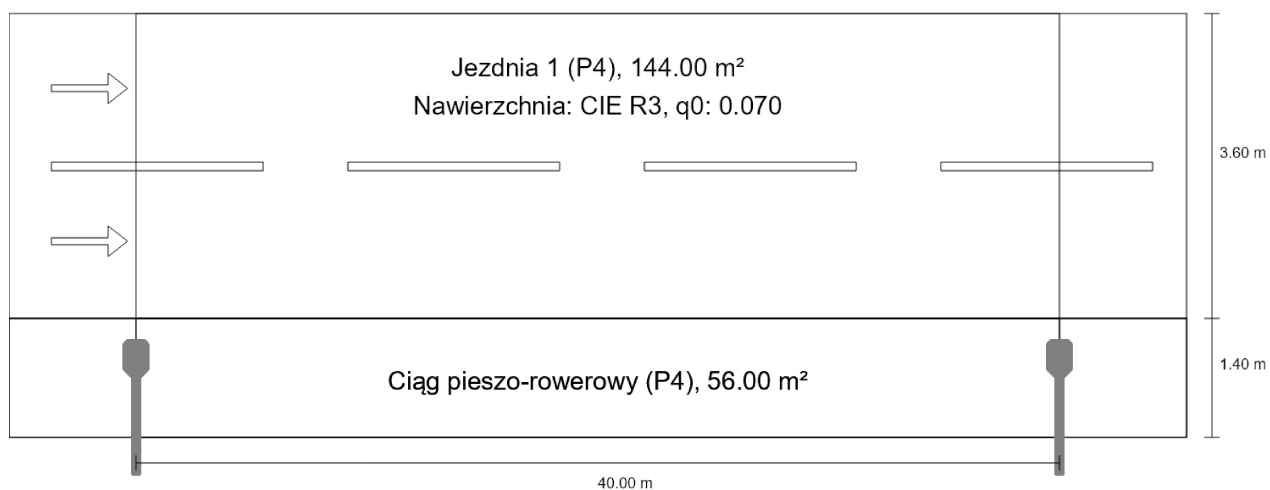 Jezdnia 1 (P4), 144.00 m²
Nawierzchnia: CIE R3, q0: 0.070
3.60 m
Ciąg pieszo-rowerowy (P4), 56.00 m²
1.40 m
40.00 m